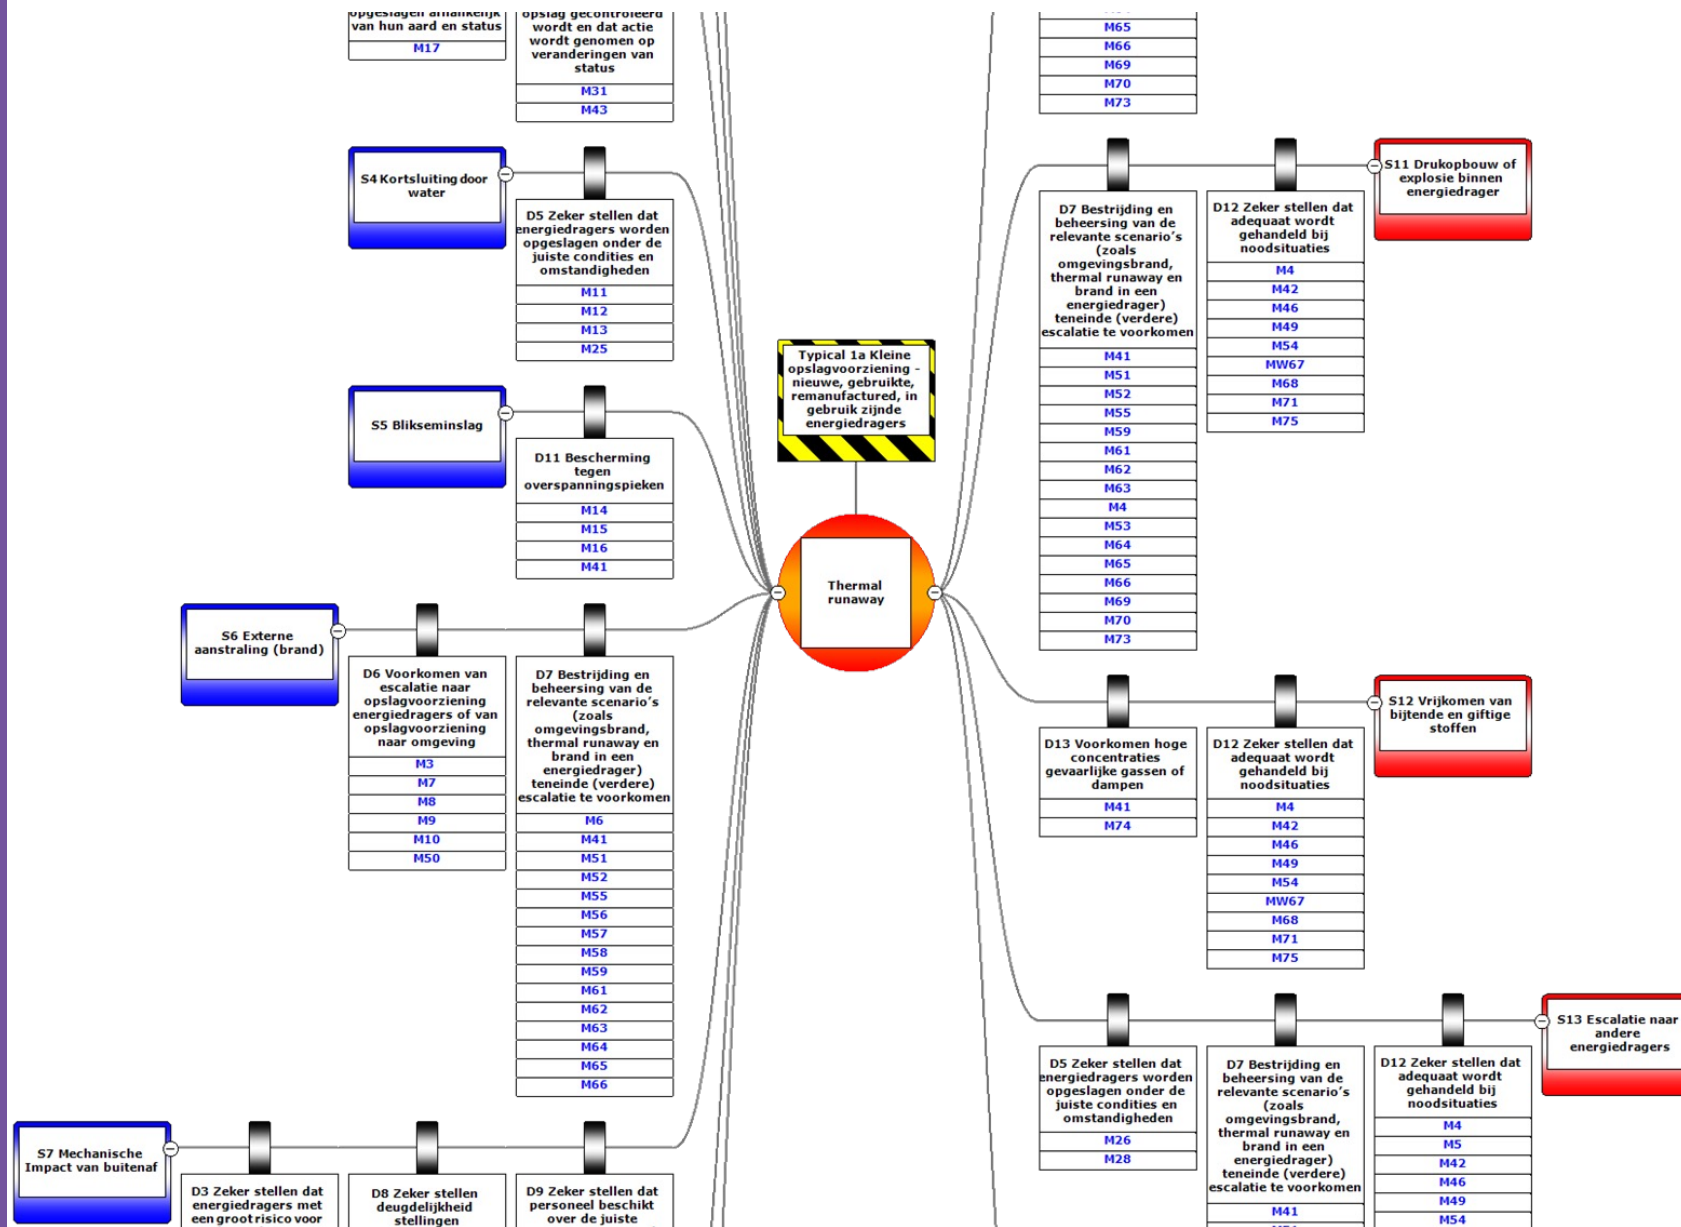 opgeslagen afhankelijk
van hun aard en status
M17
opslag gecontroleerd
wordt en dat actie
wordt genomen op
veranderingen van
status
M31
M43
M65
M66
M69
M70
M73
S4 Kortsluiting door
water
D5 Zeker stellen dat
energiedragers worden
opgeslagen onder de
juiste condities en
omstandigheden
M11
M12
M13
M25
S5 Blikseminslag
D11 Bescherming
tegen
overspanningspieken
M14
M15
M16
M41
S6 Externe
aanstraling (brand)
D6 Voorkomen van
escalatie naar
opslagvoorziening
energiedragers of van
opslagvoorziening
naar omgeving
M3
M7
M8
M9
M10
M50
D7 Bestrijding en
beheersing van de
relevante scenario's
(zoals
omgevingsbrand,
thermal runaway en
brand in een
energiedrager)
teneinde (verdere)
escalatie te voorkomen
M6
M41
M51
M52
M55
M56
M57
M58
M59
M61
M62
M63
M64
M65
M66
S7 Mechanische
Impact van buitenaf
D3 Zeker stellen dat
energiedragers met
een groot risico voor
D8 Zeker stellen
deugdelijkheid
stellingen
D9 Zeker stellen dat
personeel beschikt
over de juiste
Typical 1a Kleine
opslagvoorziening -
nieuwe, gebruikte,
remanufactured, in
gebruik zijnde
energiedragers
Thermal
runaway
D7 Bestrijding en
beheersing van de
relevante scenario's
(zoals
omgevingsbrand,
thermal runaway en
brand in een
energiedrager)
teneinde (verdere)
escalatie te voorkomen
M41
M51
M52
M55
M59
M61
M62
M63
M4
M53
M64
M65
M66
M69
M70
M73
D12 Zeker stellen dat
adequaat wordt
gehandeld bij
noodsituaties
M4
M42
M46
M49
M54
MW67
M68
M71
M75
S11 Drukopbouw of
explosie binnen
energiedrager
D13 Voorkomen hoge
concentraties
gevaarlijke gassen of
dampen
M41
M74
D12 Zeker stellen dat
adequaat wordt
gehandeld bij
noodsituaties
M4
M42
M46
M49
M54
MW67
M68
M71
M75
S12 Vrijkomen van
bijtende en giftige
stoffen
D5 Zeker stellen dat
energiedragers worden
opgeslagen onder de
juiste condities en
omstandigheden
M26
M28
D7 Bestrijding en
beheersing van de
relevante scenario's
(zoals
omgevingsbrand,
thermal runaway en
brand in een
energiedrager)
teneinde (verdere)
escalatie te voorkomen
M41
D12 Zeker stellen dat
adequaat wordt
gehandeld bij
noodsituaties
M4
M5
M42
M46
M49
M54
S13 Escalatie naar
andere
energiedragers